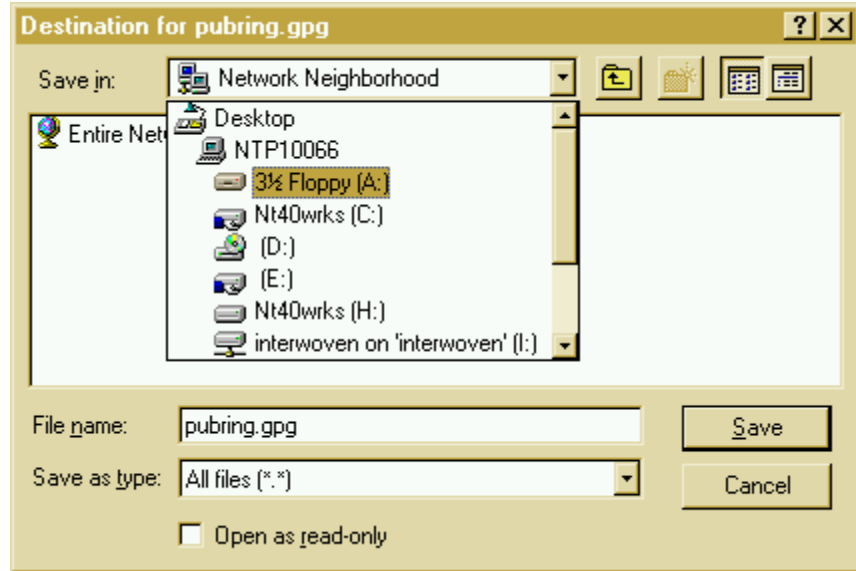 Destination for pubring.gpg
Save in:
Network Neighborhood
Desktop
Entire Net
NTP10066
3½ Floppy (A:)
Nt40wrks (C:)
(D:)
(E:)
Nt40wrks (H:)
interwoven on 'interwoven' (I:)
File name:
pubring.gpg
Save
Save as type:
All files (*.*)
Cancel
Open as read-only